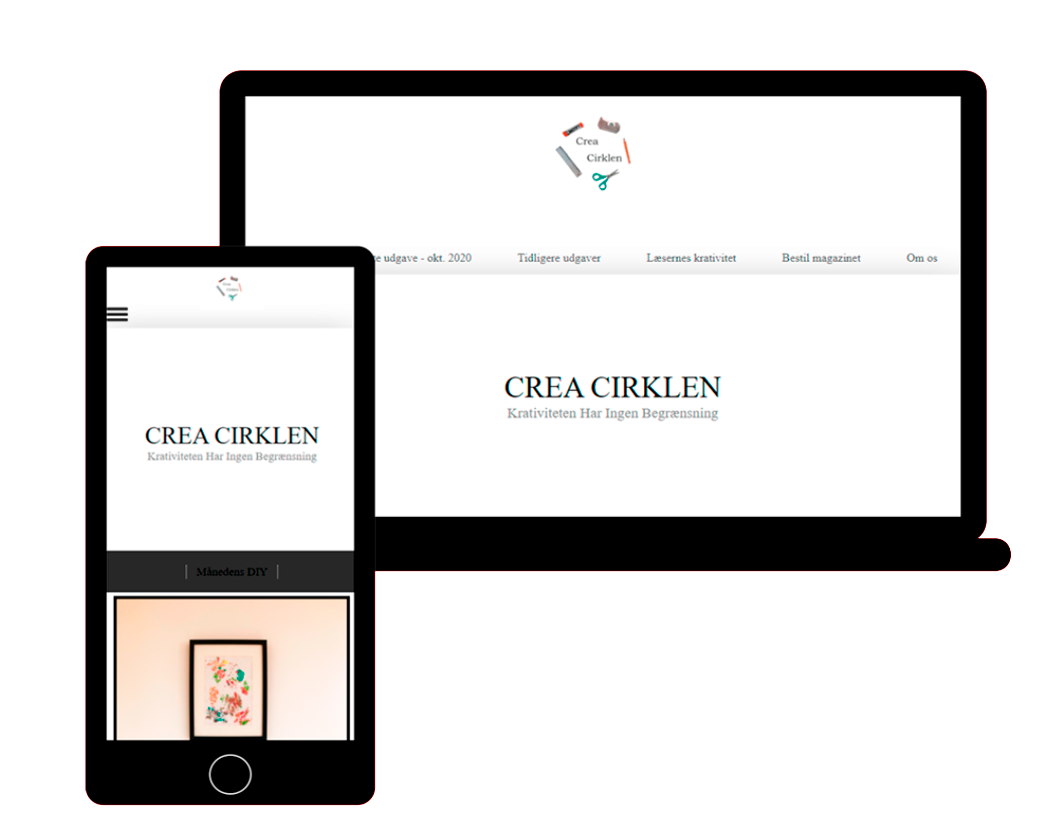 Crea
Cirklen
udgave - okt. 2020 Tidligere udgaver Læsernes krativitet Bestil magazinet Om os
CREA CIRKLEN
Krativiteten Har Ingen Begrænsning
CREA CIRKLEN
Krativiteten Har Ingen Begrænsning
Månedens DIY